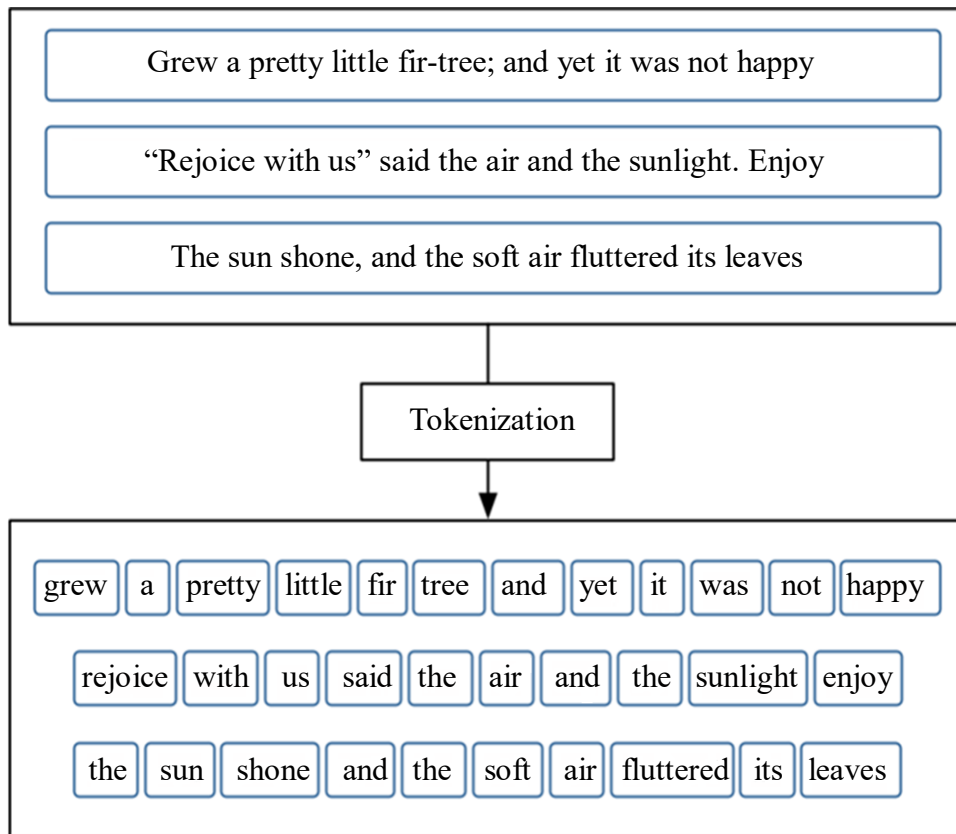 Grew a pretty little fir-tree; and yet it was not happy
“Rejoice with us” said the air and the sunlight. Enjoy
The sun shone, and the soft air fluttered its leaves
Tokenization
grew a pretty little fir tree and yet it was not happy
rejoice with us said the air and the sunlight enjoy
the sun shone and the soft air fluttered its leaves